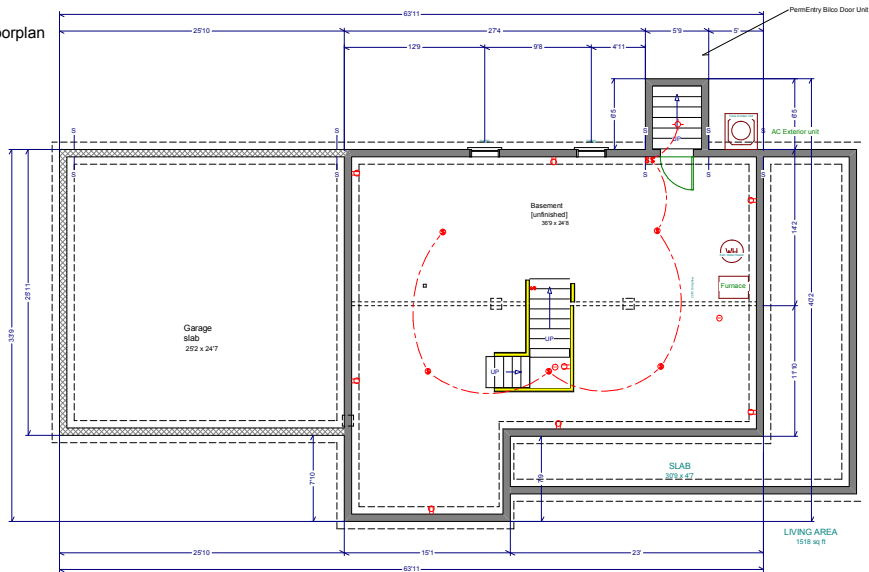 oorplan
PermEntry Bilco Door Unit
63'11
25'10
27'4
5'9
5'
12'9
9'8
4'11
6'5
6'5
UP
AC Exterior unit
S
S
S
S
S
S
S
S
S
S
Basement
[unfinished]
36'9 x 24'8
14'2
WH
Furnace
33'9
26'11
40'2
Garage
slab
25'2 x 24'7
UP
UP
11'10
7'10
7'9
SLAB
30'9 x 4'7
LIVING AREA
1518 sq ft
25'10
15'1
23'
63'11